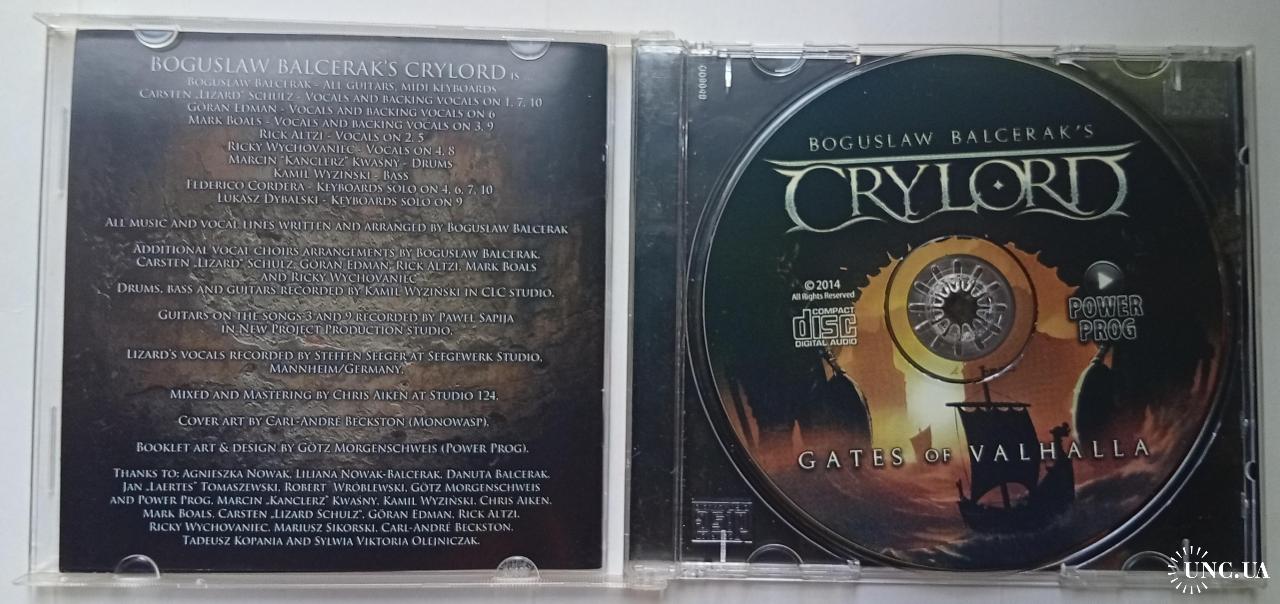 BOGUSLAW BALCERAK'S CRYLORD IS
BOGUSLAW BALCERAK - ALL GUITARS, MIDI KEYBOARDS
CARSTEN „LIZARD” SCHULZ - VOCALS AND BACKING VOCALS ON 1, 7, 10
GÖRAN EDMAN - VOCALS AND BACKING VOCALS ON 6
MARK BOALS - VOCALS AND BACKING VOCALS ON 3, 9
RICK ALTZI - VOCALS ON 2, 5
RICKY WYCHOVANIEC - VOCALS ON 4, 8
MARCIN "KANCLERZ" KWAŚNY - DRUMS
KAMIL WYZIŃSKI - BASS
FEDERICO CORDERA - KEYBOARDS SOLO ON 4, 6, 7, 10
LUKASZ DYBALSKI - KEYBOARDS SOLO ON 9
ALL MUSIC AND VOCAL LINES WRITTEN AND ARRANGED BY BOGUSLAW BALCERAK
ADDITIONAL VOCAL CHOIRS ARRANGEMENTS BY BOGUSLAW BALCERAK,
CARSTEN „LIZARD” SCHULZ, GÖRAN EDMAN, RICK ALTZI, MARK BOALS
AND RICKY WYCHOVANIEC
DRUMS, BASS AND GUITARS RECORDED BY KAMIL WYZIŃSKI IN CLC STUDIO.
GUITARS ON THE SONGS 3 AND 9 RECORDED BY PAWEL SAPIJA
IN NEW PROJECT PRODUCTION STUDIO.
LIZARD'S VOCALS RECORDED BY STEFFEN SEEGER AT SEEGEWERK STUDIO,
MANNHEIM/GERMANY.
MIXED AND MASTERING BY CHRIS AIKEN AT STUDIO 124.
COVER ART BY CARL-ANDRÉ BECKSTON (MONOWASP).
BOOKLET ART & DESIGN BY GÖTZ MORGENSCHWEIS (POWER PROG).
THANKS TO: AGNIESZKA NOWAK, LILIANA NOWAK-BALCERAK, DANUTA BALCERAK,
JAN „LAERTES” TOMASZEWSKI, ROBERT WRÓBLEWSKI, GÖTZ MORGENSCHWEIS
AND POWER PROG, MARCIN „KANCLERZ” KWAŚNY, KAMIL WYZIŃSKI, CHRIS AIKEN,
MARK BOALS, CARSTEN „LIZARD SCHULZ”, GÖRAN EDMAN, RICK ALTZI,
RICKY WYCHOVANIEC, MARIUSZ SIKORSKI, CARL-ANDRÉ BECKSTON,
TADEUSZ KOPANIA AND SYLWIA VIKTORIA OLEJNICZAK.
BOGUSLAW BALCERAK'S
CRYLORD
© 2014
All Rights Reserved
COMPACT
disc
DIGITAL AUDIO
POWER
PROG
GATES OF VALHALLA
UNC.UA